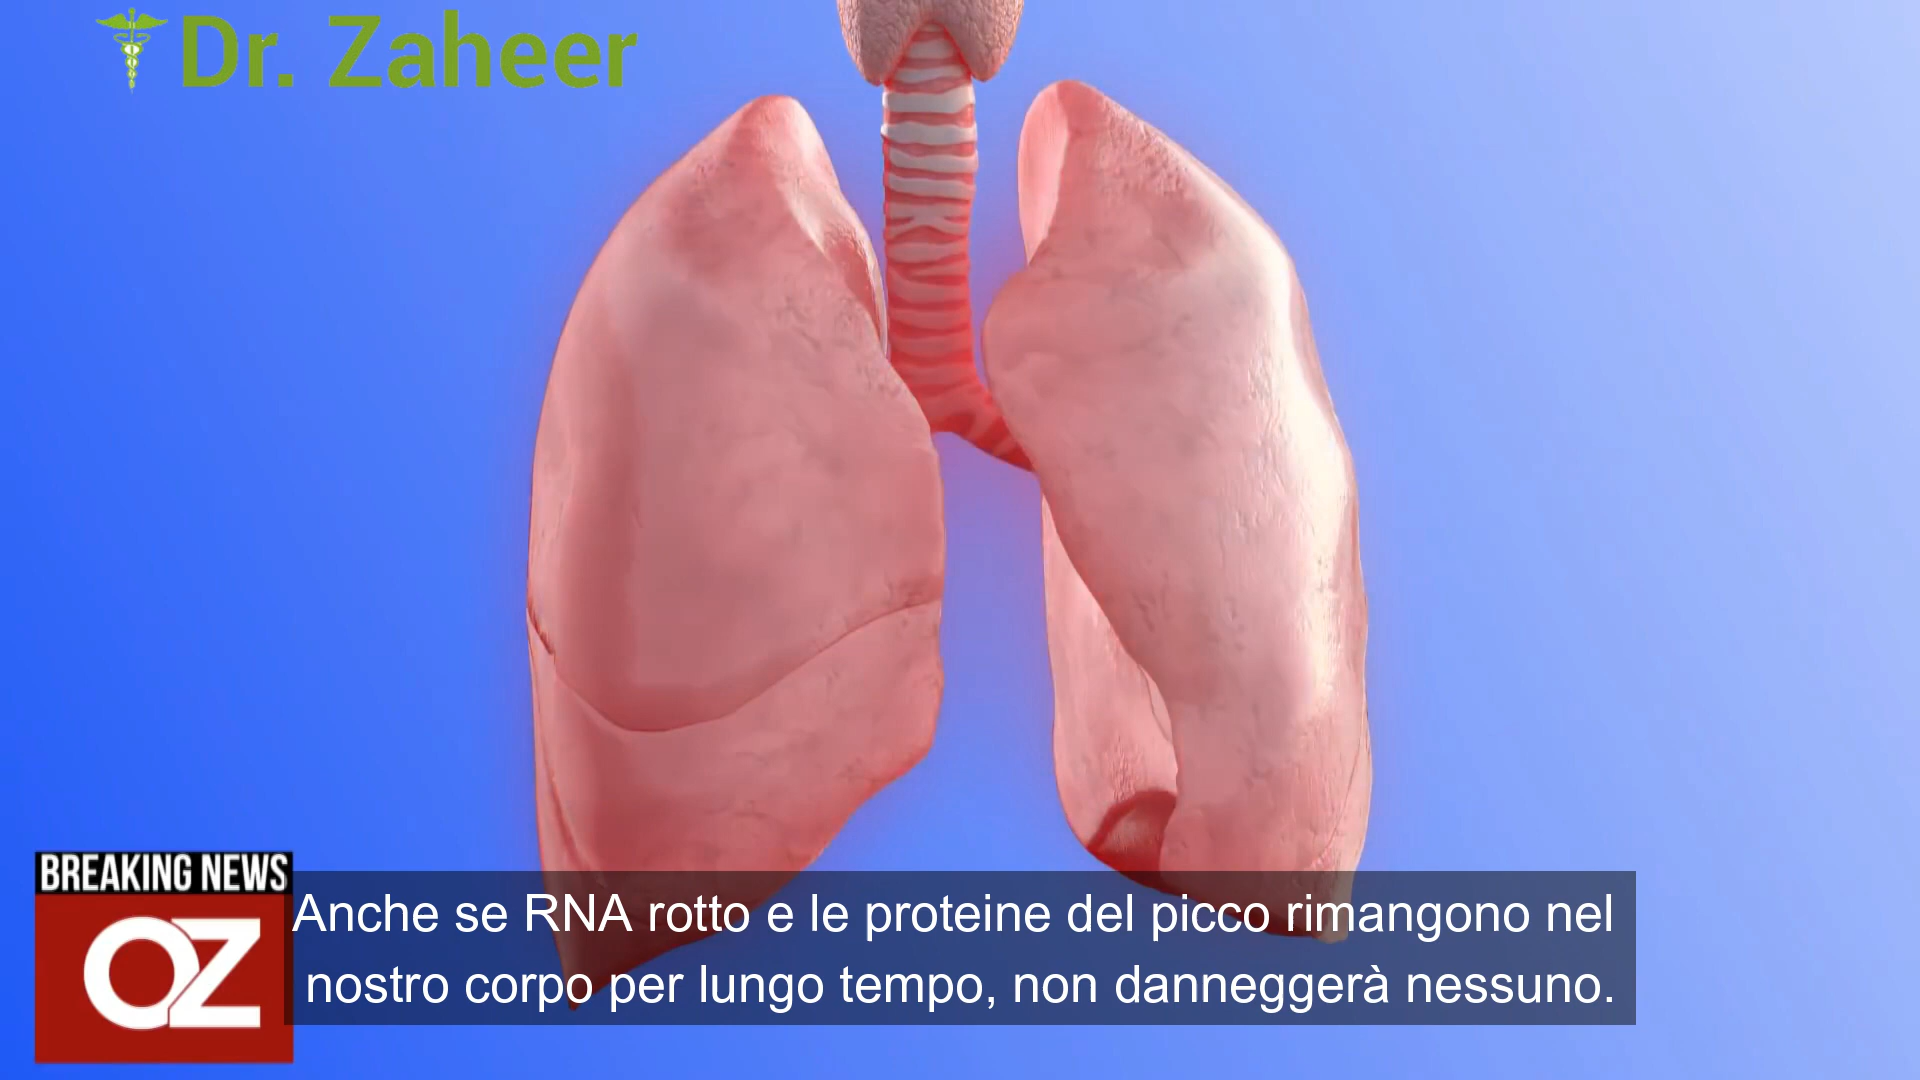 Dr. Zaheer
BREAKING NEWS
OZ
Anche se RNA rotto e le proteine del picco rimangono nel
nostro corpo per lungo tempo, non danneggerà nessuno.